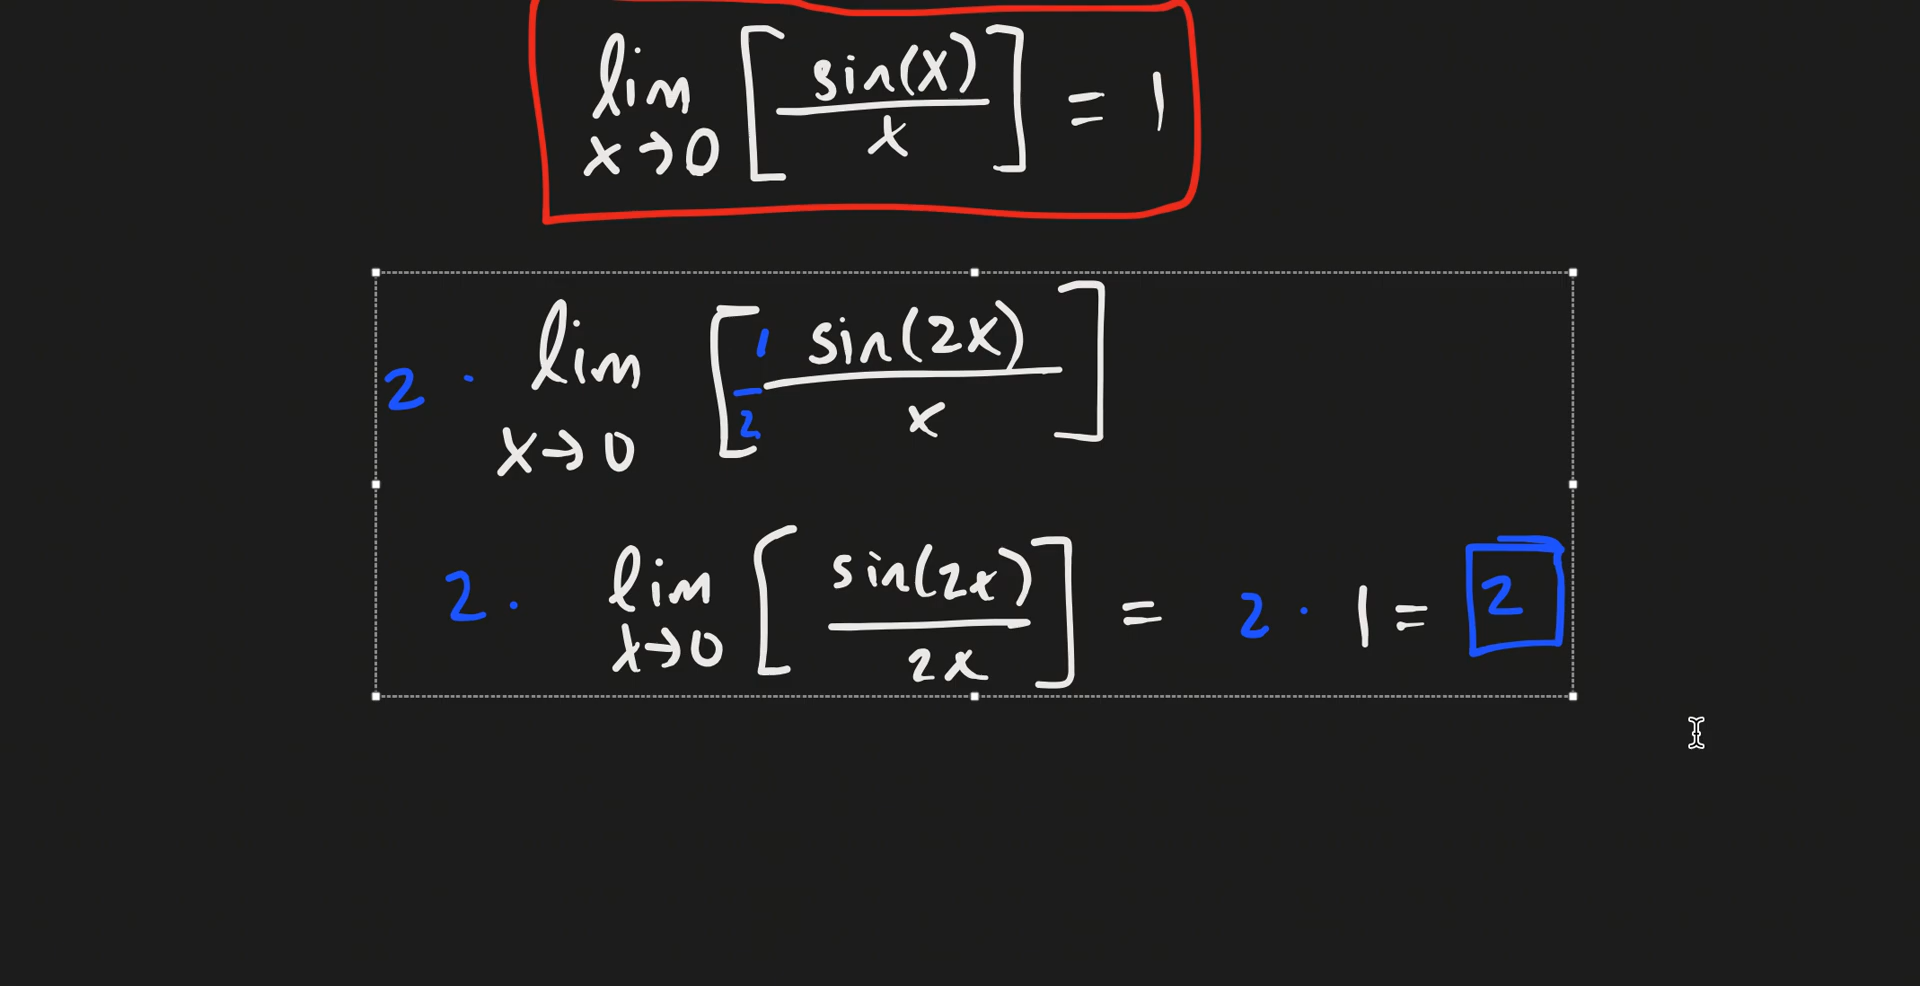 lim x→0 [ sin(x) / x ] = 1
2 · lim x→0 [ 1/2 sin(2x) / x ]
2 · lim x→0 [ sin(2x) / 2x ] = 2 · 1 = 2